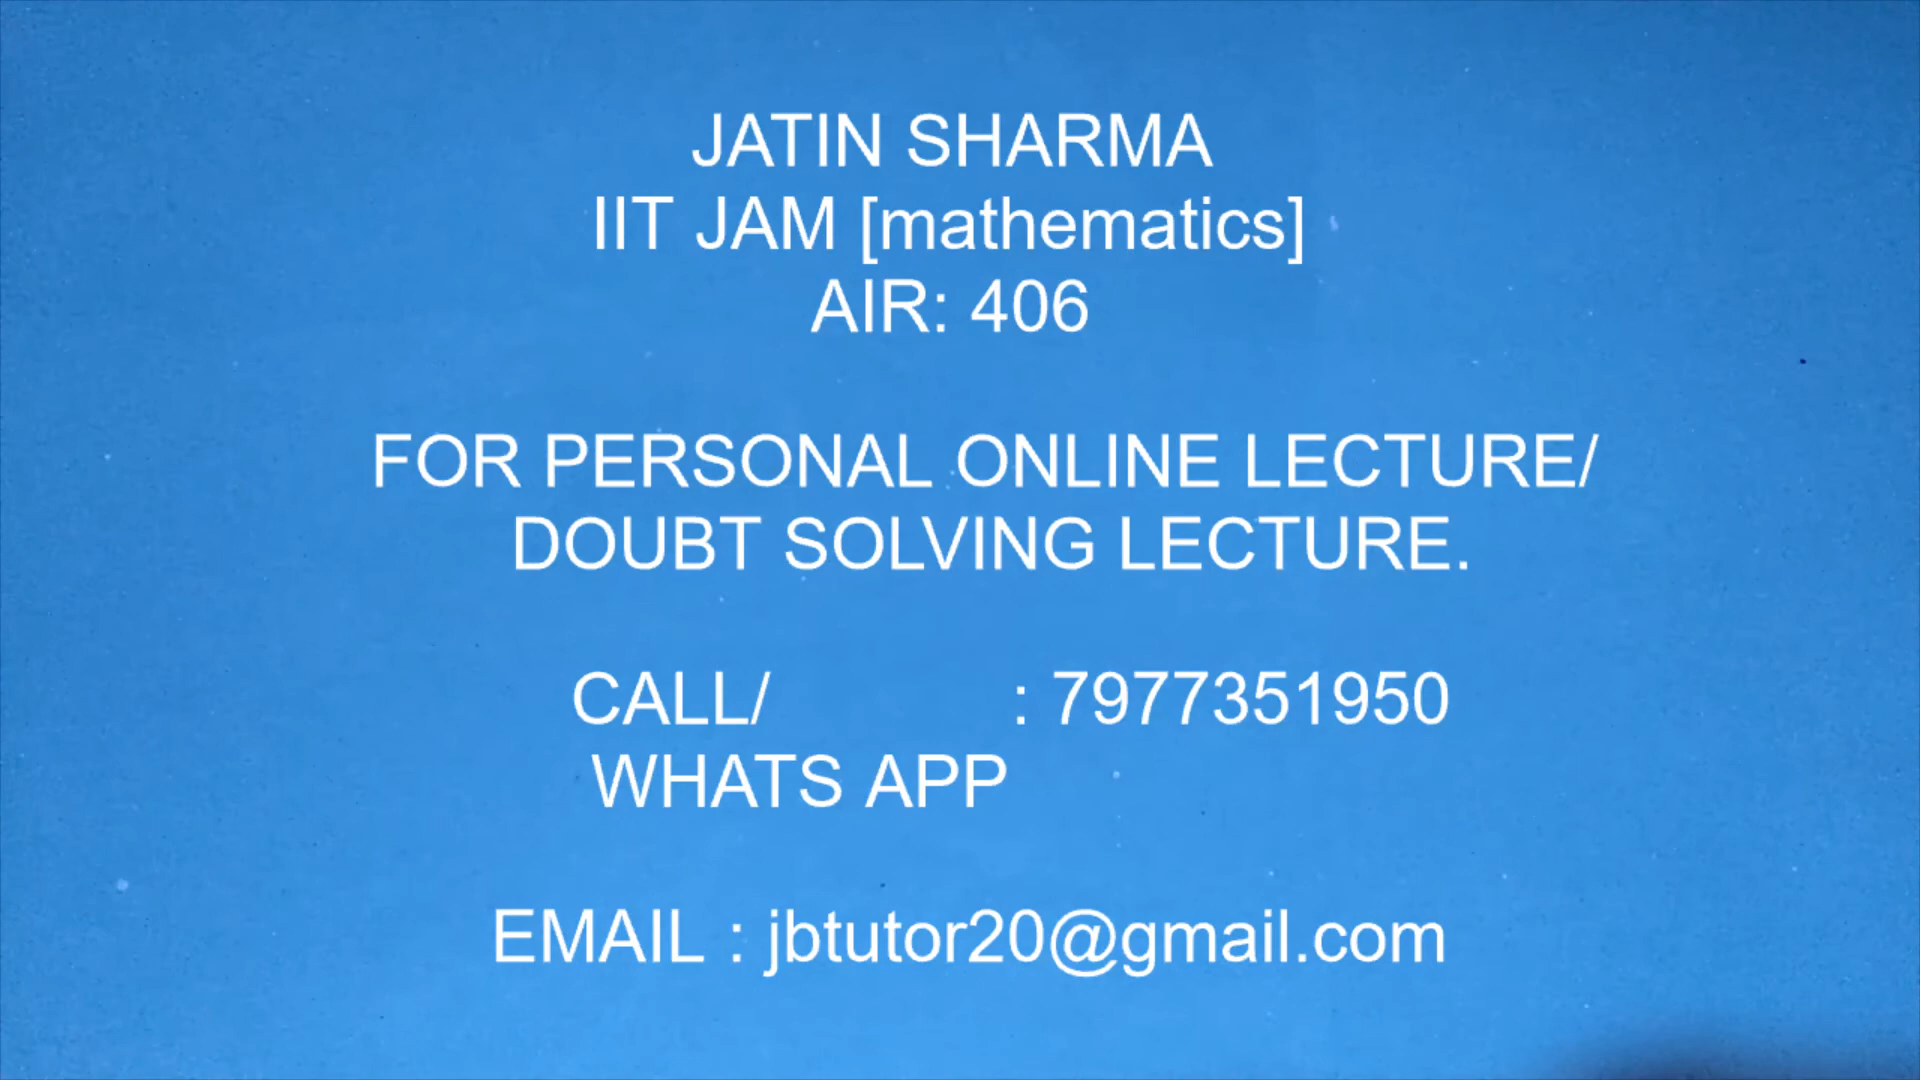 JATIN SHARMA
IIT JAM [mathematics]
AIR: 406
FOR PERSONAL ONLINE LECTURE/
DOUBT SOLVING LECTURE.
CALL/ : 7977351950
WHATS APP
EMAIL : jbtutor20@gmail.com